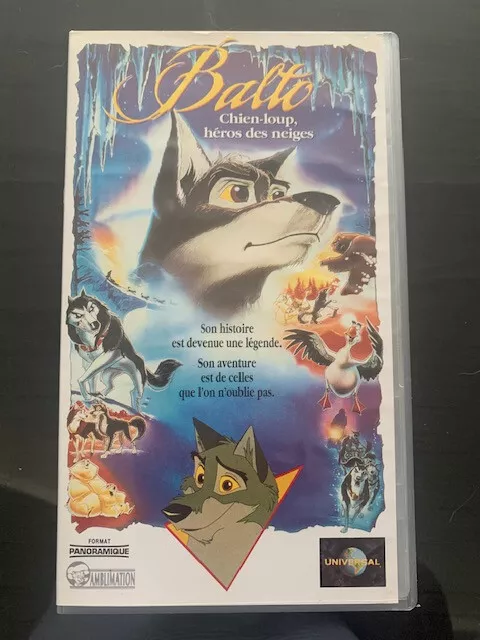 Balto
Chien-loup,
héros des neiges
Son histoire
est devenue une légende.
Son aventure
est de celles
que l'on n'oublie pas.
FORMAT
PANORAMIQUE
AMBLIMATION
UNIVERSAL